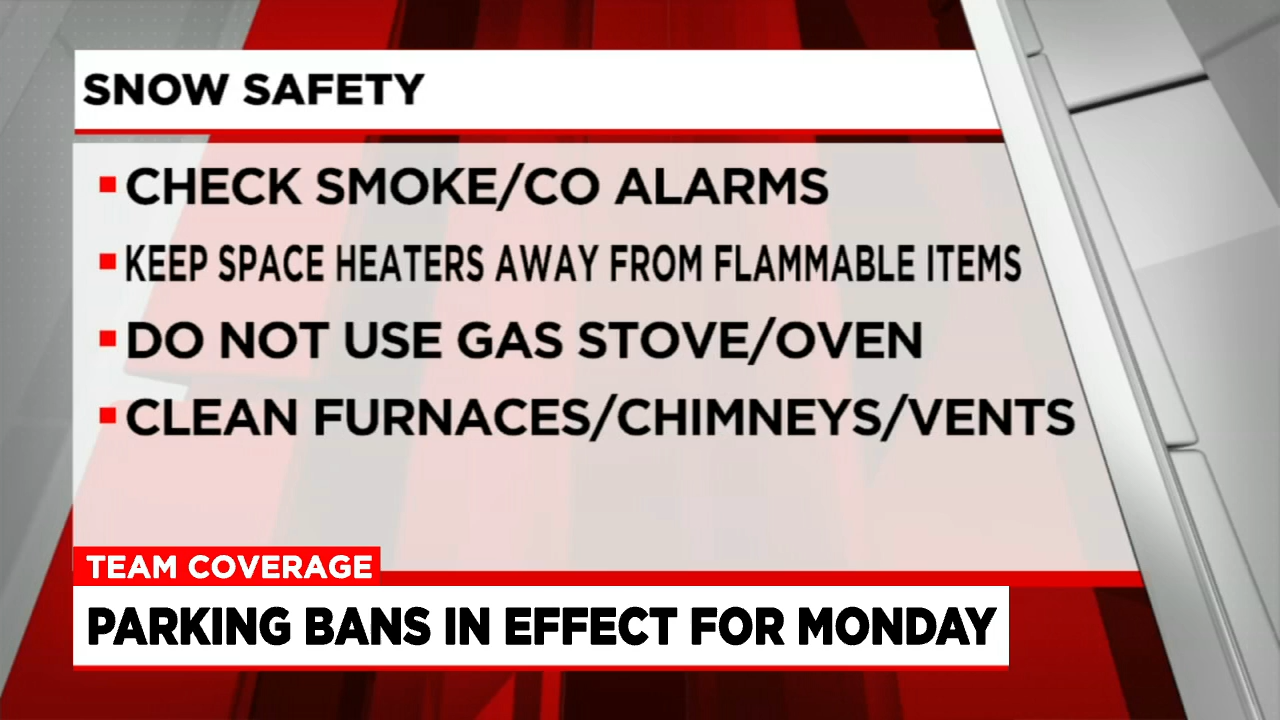 SNOW SAFETY
CHECK SMOKE/CO ALARMS
KEEP SPACE HEATERS AWAY FROM FLAMMABLE ITEMS
DO NOT USE GAS STOVE/OVEN
CLEAN FURNACES/CHIMNEYS/VENTS
TEAM COVERAGE
PARKING BANS IN EFFECT FOR MONDAY